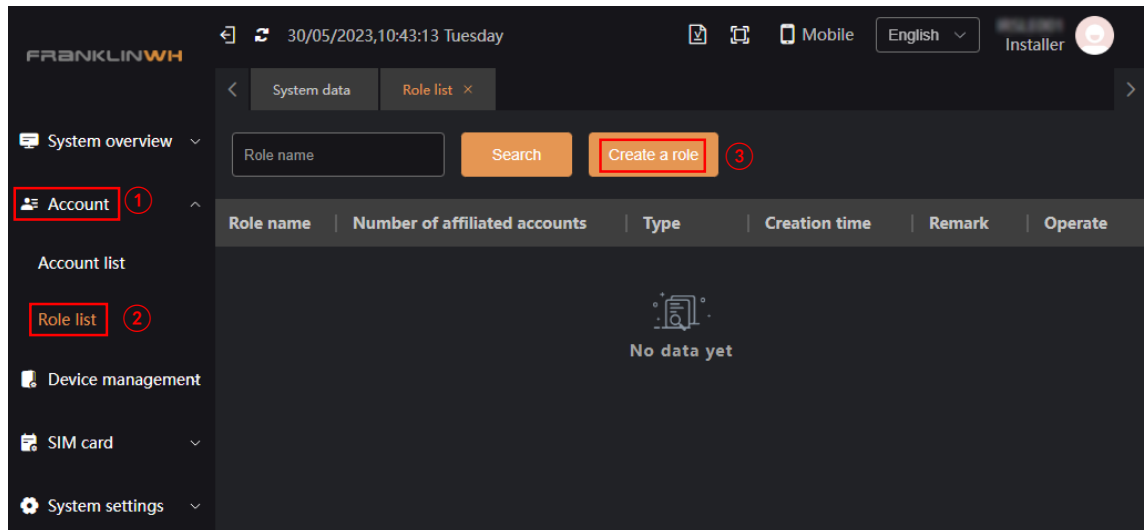 FRANKLINWH
30/05/2023,10:43:13 Tuesday
Mobile
English
Installer
System data
Role list ×
System overview
Role name
Search
Create a role
3
Account
1
Role name
Number of affiliated accounts
Type
Creation time
Remark
Operate
Account list
Role list
2
No data yet
Device management
SIM card
System settings